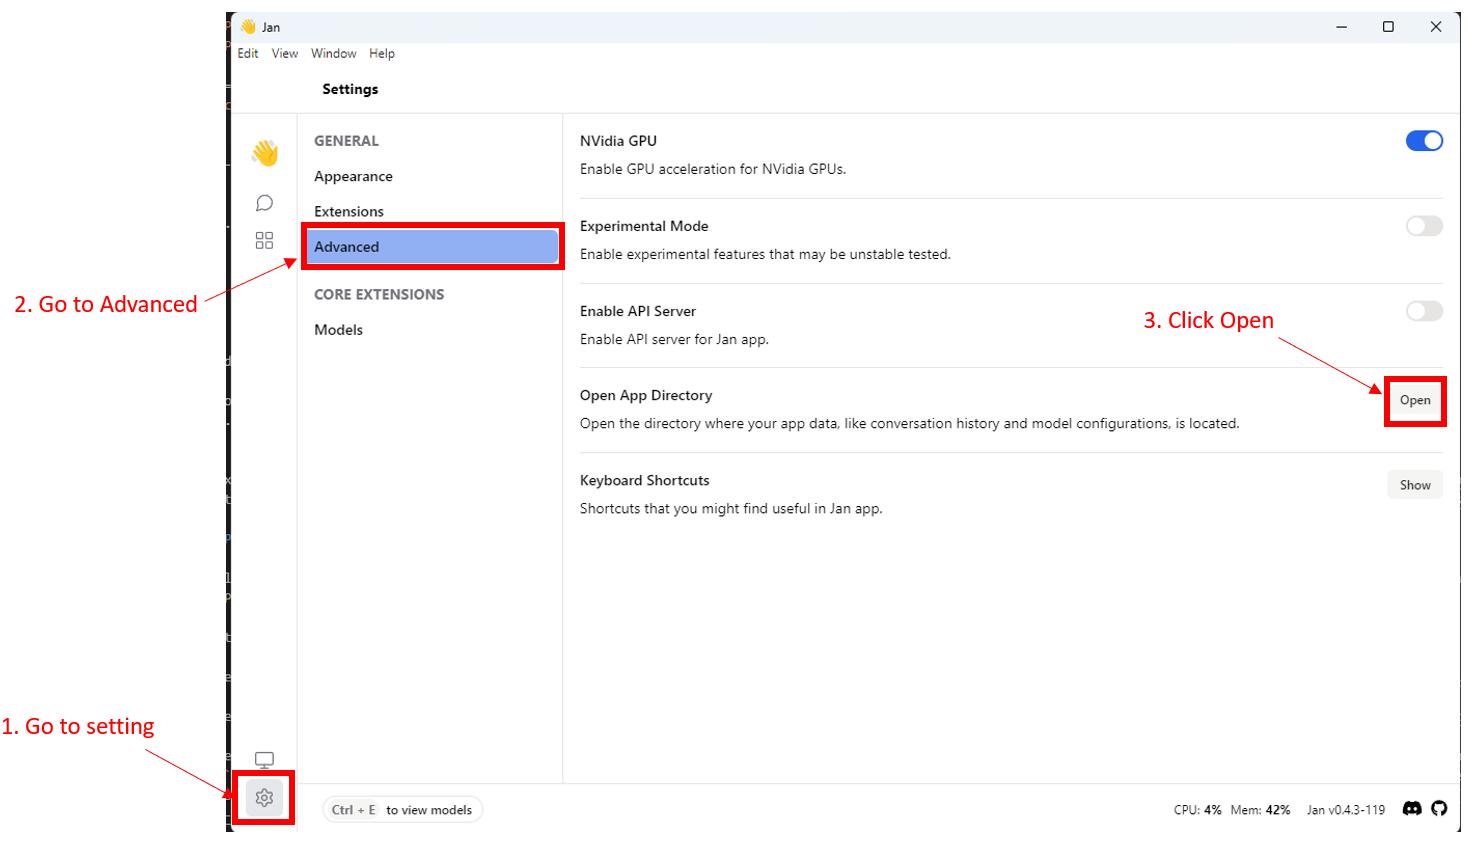 Jan
Edit View Window Help
Settings
GENERAL
Appearance
Extensions
Advanced
CORE EXTENSIONS
Models
NVidia GPU
Enable GPU acceleration for NVidia GPUs.
Experimental Mode
Enable experimental features that may be unstable tested.
Enable API Server
Enable API server for Jan app.
Open App Directory
Open
Open the directory where your app data, like conversation history and model configurations, is located.
Keyboard Shortcuts
Show
Shortcuts that you might find useful in Jan app.
2. Go to Advanced
3. Click Open
1. Go to setting
Ctrl + E to view models
CPU: 4% Mem: 42% Jan v0.4.3-119